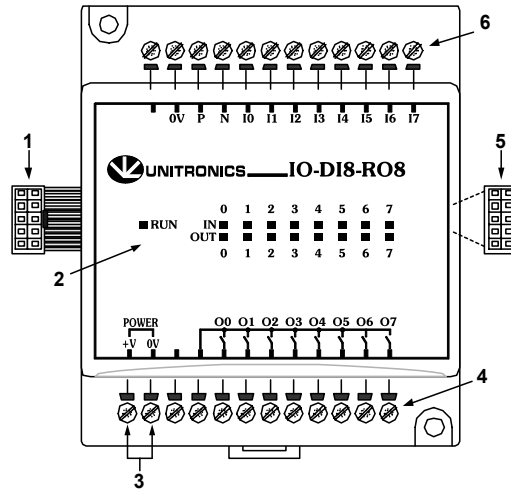 6
0V P N I0 I1 I2 I3 I4 I5 I6 I7
1
5
UNITRONICS IO-DI8-RO8
0 1 2 3 4 5 6 7
RUN IN
OUT
0 1 2 3 4 5 6 7
2
POWER O0 O1 O2 O3 O4 O5 O6 O7
+V 0V
4
3